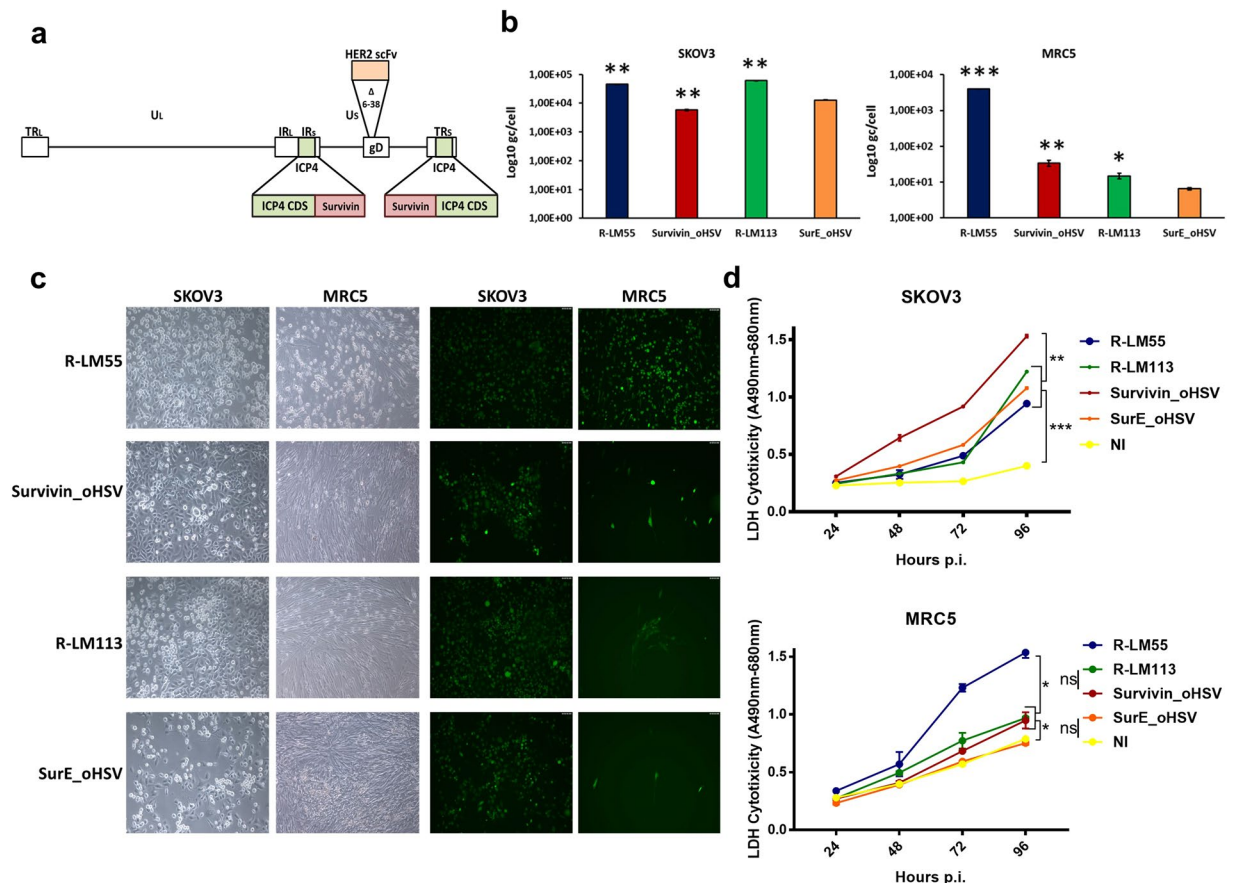 a
HER2 scFv
Δ
6-38
UL
US
TRL
IRL IRS
TRS
gD
ICP4
ICP4
ICP4 CDS
Survivin
Survivin
ICP4 CDS
b
SKOV3
Log10 gc/cell
1,00E+05
1,00E+04
1,00E+03
1,00E+02
1,00E+01
1,00E+00
**
**
**
R-LM55
Survivin_oHSV
R-LM113
SurE_oHSV
MRC5
Log10 gc/cell
1,00E+04
1,00E+03
1,00E+02
1,00E+01
1,00E+00
***
**
*
R-LM55
Survivin_oHSV
R-LM113
SurE_oHSV
c
SKOV3
MRC5
SKOV3
MRC5
R-LM55
Survivin_oHSV
R-LM113
SurE_oHSV
d
SKOV3
LDH Cytotixicity (A490nm-680nm)
1.5
1.0
0.5
0.0
24
48
72
96
Hours p.i.
**
***
R-LM55
R-LM113
Survivin_oHSV
SurE_oHSV
NI
MRC5
LDH Cytotixicity (A490nm-680nm)
1.5
1.0
0.5
0.0
24
48
72
96
Hours p.i.
*
ns
*
ns
R-LM55
R-LM113
Survivin_oHSV
SurE_oHSV
NI